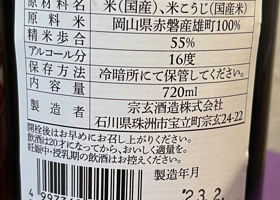 原材料名 米(国産)、米こうじ(国産米)
原料米 岡山県赤磐産雄町100%
精米歩合 55%
アルコール分 16度
保存方法 冷暗所にて保管してください。
内容量 720ml
製造者 宗玄酒造株式会社
石川県珠洲市宝立町宗玄24-22
開栓後はお早めにお召し上がりください。
飲酒は20才になってから、おいしく適量を。
妊娠中・授乳期の飲酒はお控えください。
製造年月
23.2